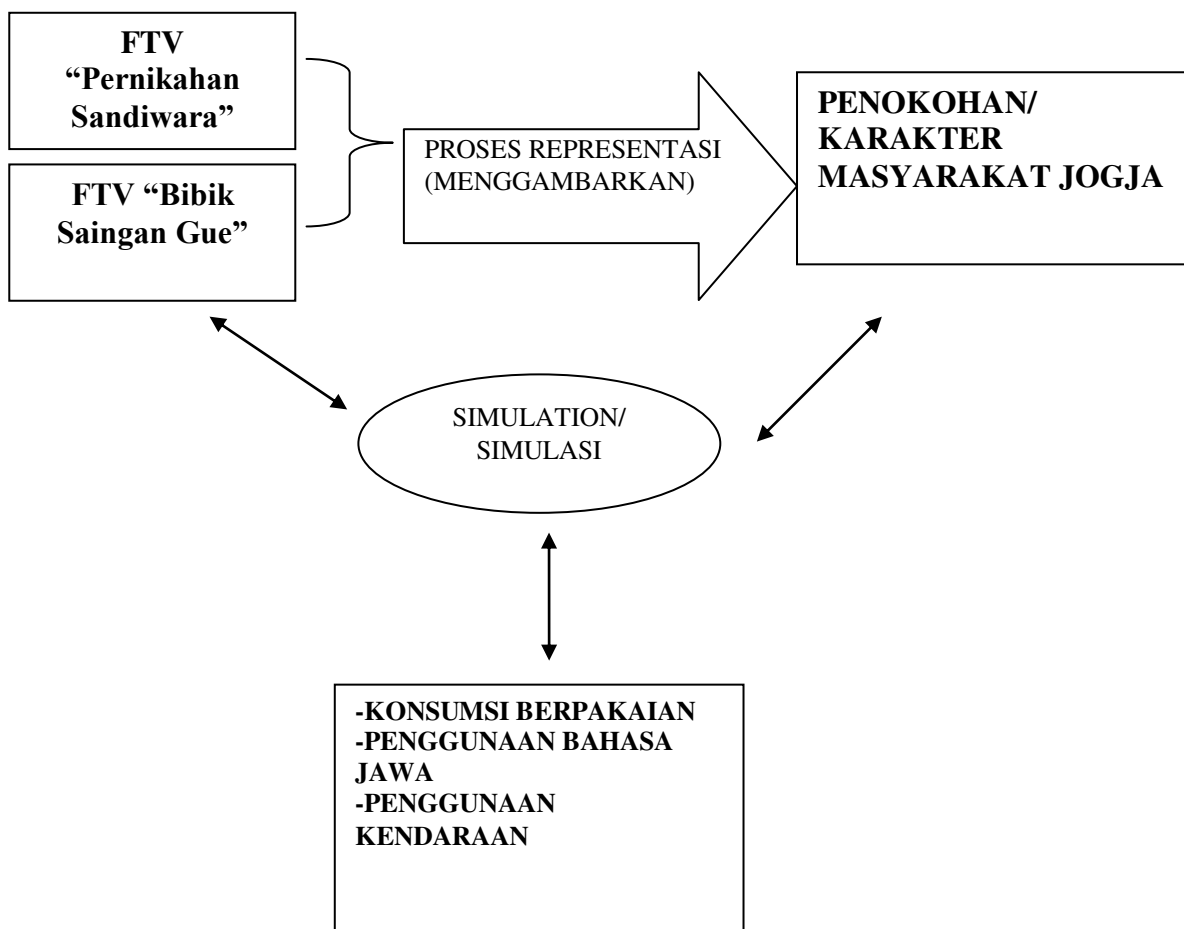 FTV
“Pernikahan
Sandiwara”
FTV “Bibik
Saingan Gue”
PROSES REPRESENTASI
(MENGGAMBARKAN)
PENOKOHAN/
KARAKTER
MASYARAKAT JOGJA
SIMULATION/
SIMULASI
-KONSUMSI BERPAKAIAN
-PENGGUNAAN BAHASA
JAWA
-PENGGUNAAN
KENDARAAN